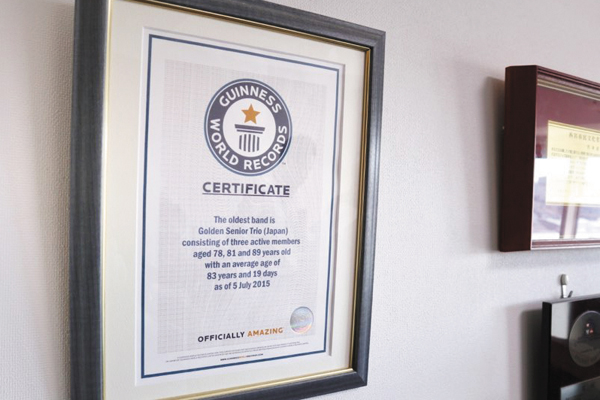 GUINNESS
WORLD RECORDS
CERTIFICATE
The oldest band is
Golden Senior Trio (Japan)
consisting of three active members
aged 78, 81 and 89 years old
with an average age of
83 years and 19 days
as of 5 July 2015
OFFICIALLY AMAZING